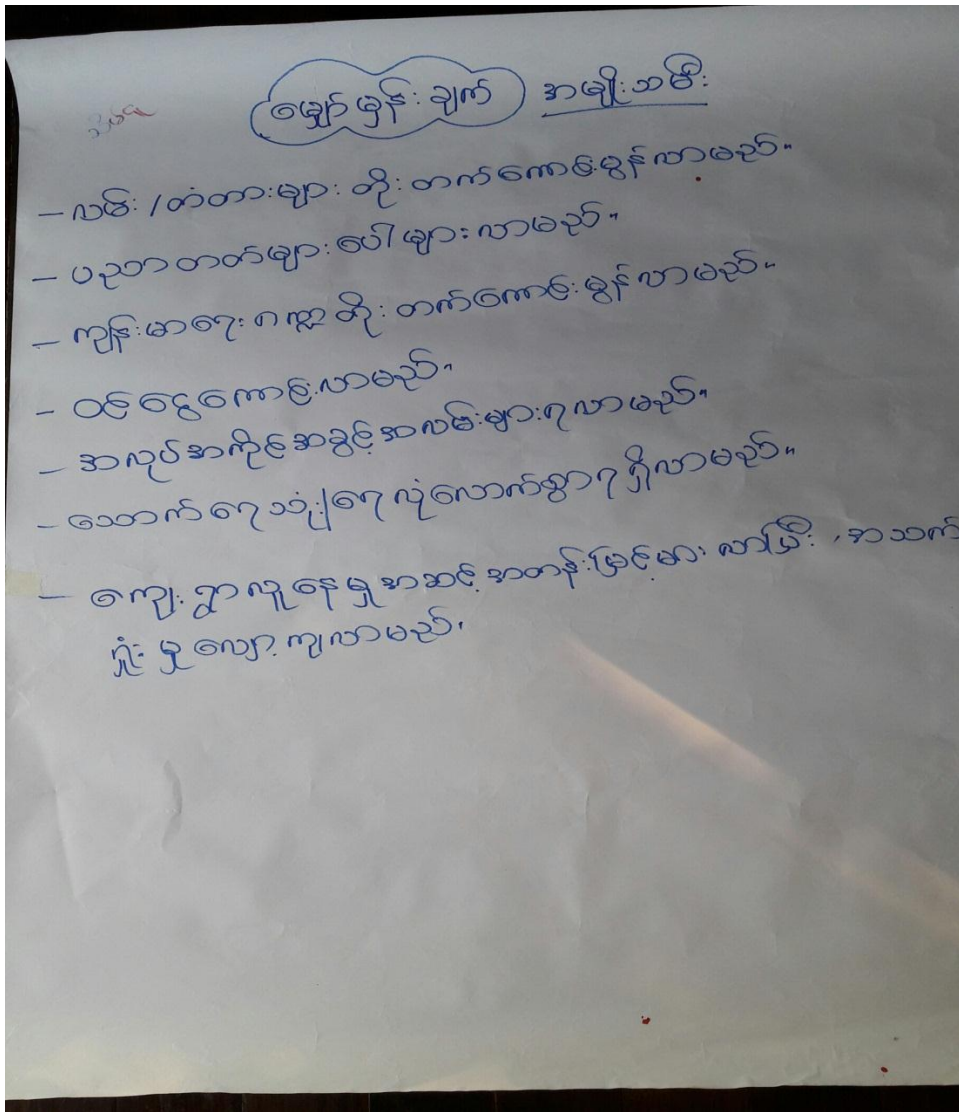 မျှော်မှန်းချက် အမျိုးသမီး
- လမ်း/တံတားများ တိုးတက်ကောင်းမွန်လာမည်။
- ပညာတတ်များပေါများလာမည်။
- ကျန်းမာရေးကဏ္ဍ တိုးတက်ကောင်းမွန်လာမည်။
- ဝင်ငွေကောင်းလာမည်။
- အလုပ်အကိုင်အခွင့်အလမ်းများရလာမည်။
- သောက်ရေသုံးရေလုံလောက်စွာရရှိလာမည်။
- ကျေးရွာလူနေမှုအဆင့်အတန်းမြင့်မားလာပြီး၊ အသက်
ရှုံးမှုလျော့ကျလာမည်။